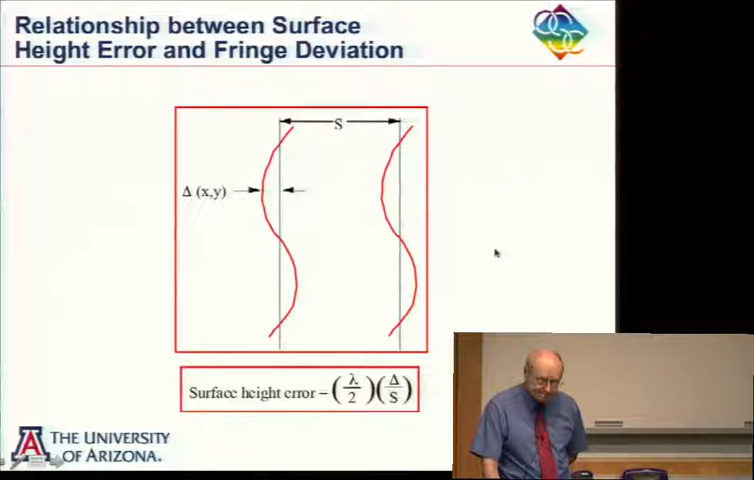 Relationship between Surface
Height Error and Fringe Deviation
S
Δ (x,y)
Surface height error = (λ/2)(Δ/S)
THE UNIVERSITY
OF ARIZONA.